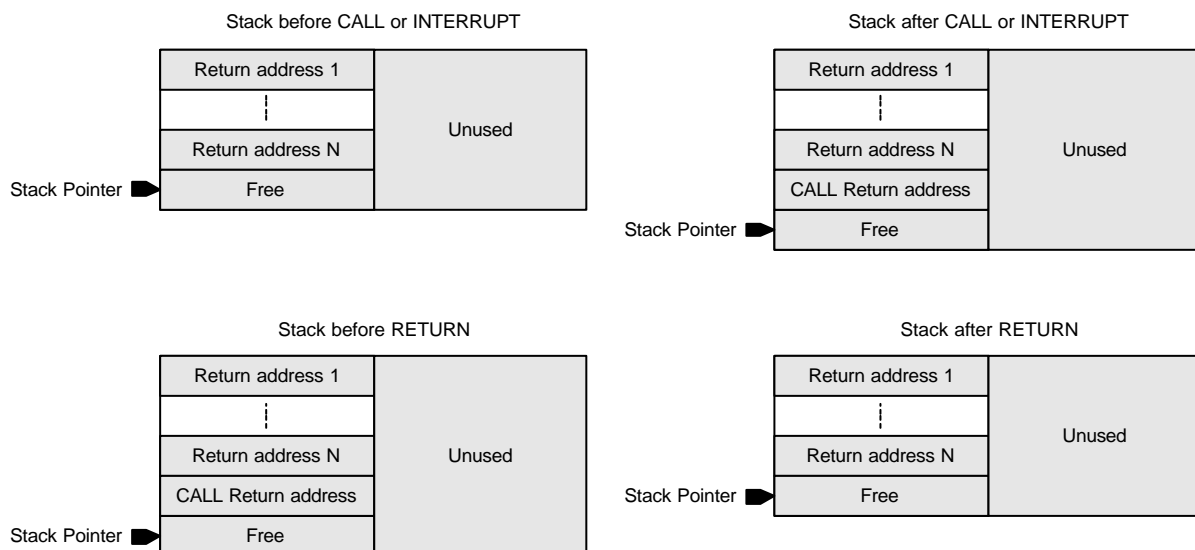 Stack before CALL or INTERRUPT
Return address 1
Unused
Return address N
Stack Pointer
Free
Stack after CALL or INTERRUPT
Return address 1
Return address N
Unused
CALL Return address
Stack Pointer
Free
Stack before RETURN
Return address 1
Return address N
Unused
CALL Return address
Stack Pointer
Free
Stack after RETURN
Return address 1
Unused
Return address N
Stack Pointer
Free